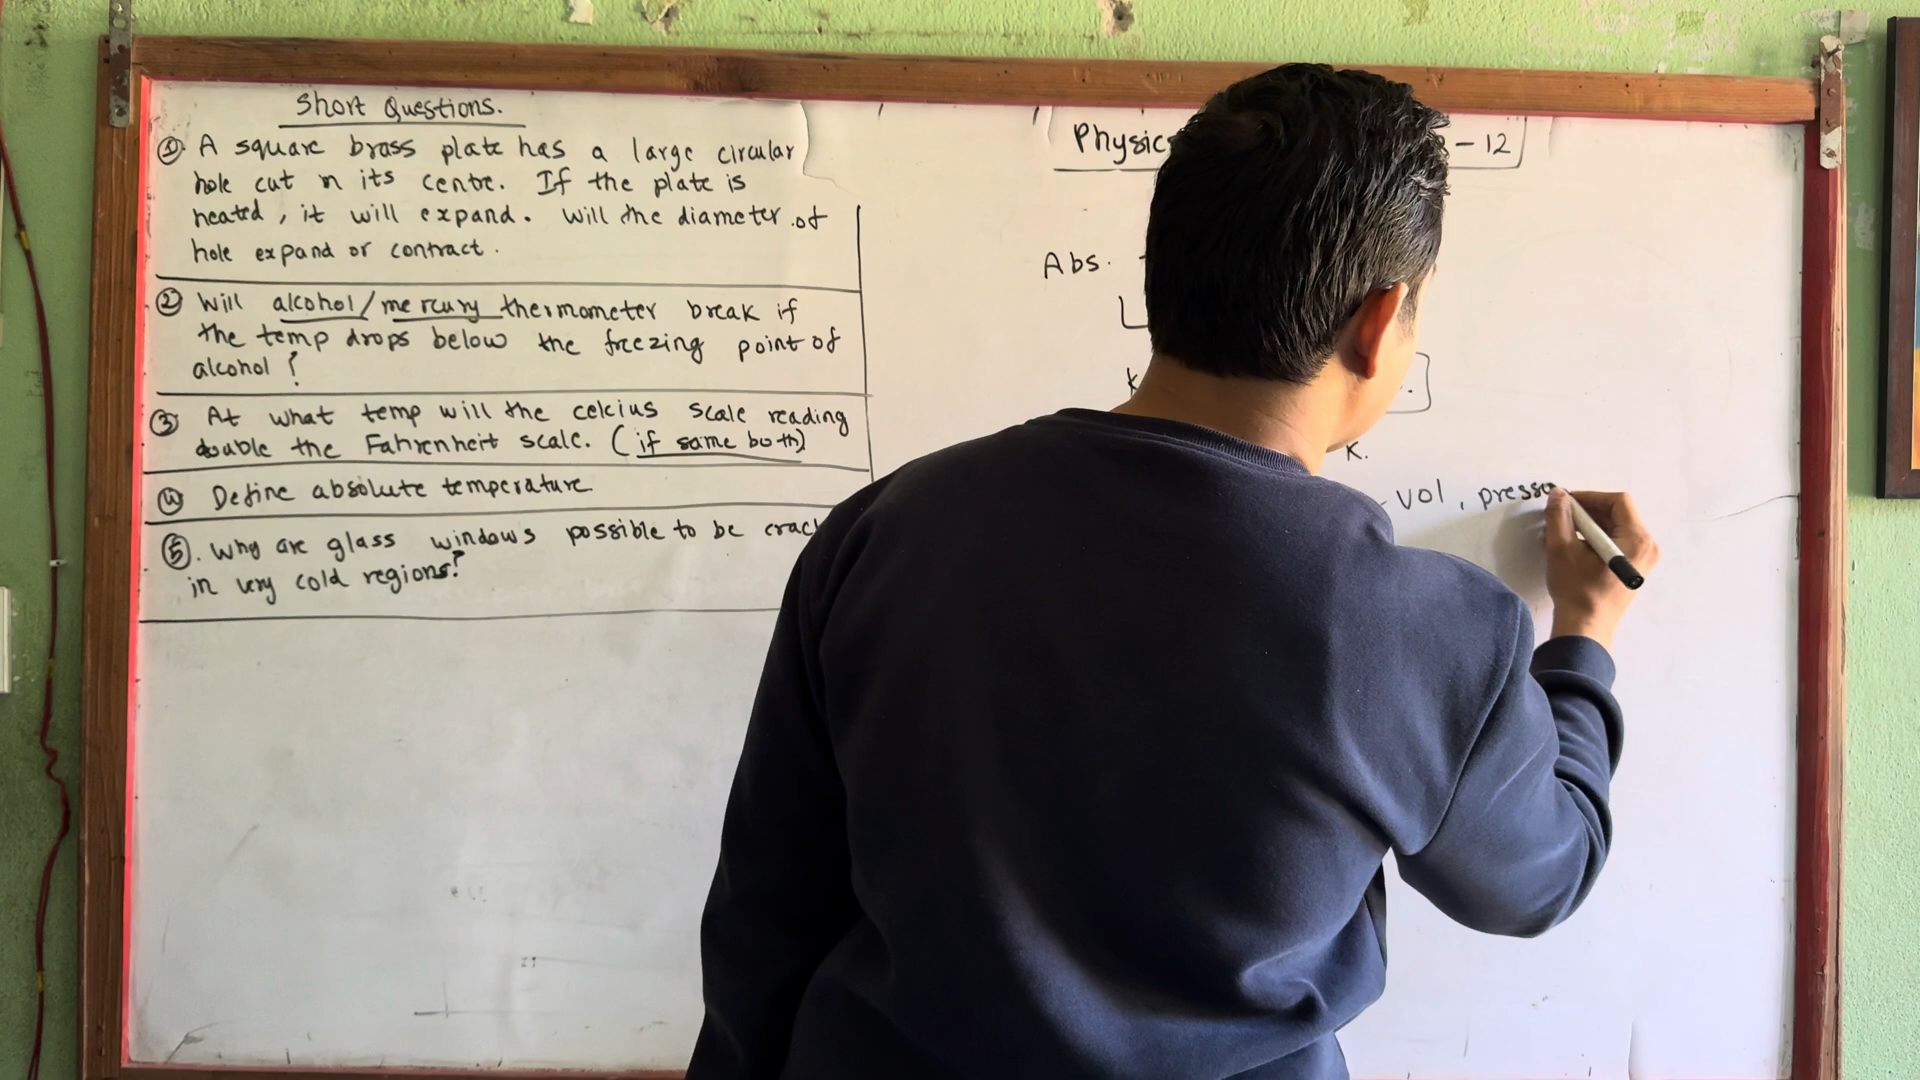 Short Questions.
① A square brass plate has a large circular
hole cut in its centre. If the plate is
heated, it will expand. Will the diameter of
hole expand or contract.
② Will alcohol/mercury thermometer break if
the temp drops below the freezing point of
alcohol?
③ At what temp will the celcius scale reading
double the Fahrenheit scale. (if same both)
④ Define absolute temperature
⑤. Why are glass windows possible to be crack
in very cold regions?
Physics
- 12
Abs.
K
K.
- Vol, pressu